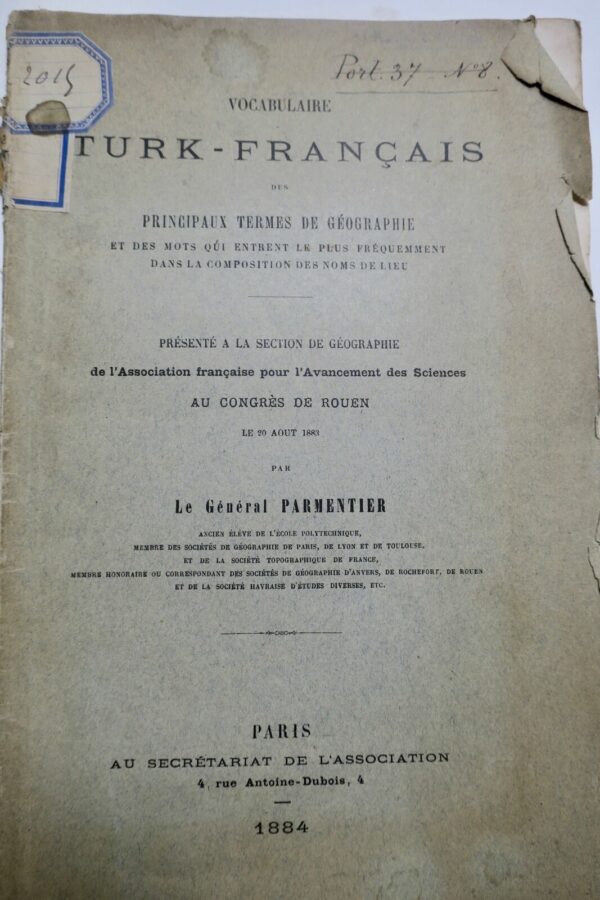 2015
Port. 37 N° 8.
VOCABULAIRE
TURK-FRANÇAIS
DES
PRINCIPAUX TERMES DE GÉOGRAPHIE
ET DES MOTS QUI ENTRENT LE PLUS FRÉQUEMMENT
DANS LA COMPOSITION DES NOMS DE LIEU
PRÉSENTÉ A LA SECTION DE GÉOGRAPHIE
de l'Association française pour l'Avancement des Sciences
AU CONGRÈS DE ROUEN
LE 20 AOUT 1883
PAR
Le Général PARMENTIER
ANCIEN ÉLÈVE DE L'ÉCOLE POLYTECHNIQUE,
MEMBRE DES SOCIÉTÉS DE GÉOGRAPHIE DE PARIS, DE LYON ET DE TOULOUSE,
ET DE LA SOCIÉTÉ TOPOGRAPHIQUE DE FRANCE,
MEMBRE HONORAIRE OU CORRESPONDANT DES SOCIÉTÉS DE GÉOGRAPHIE D'ANVERS, DE ROCHEFORT, DE ROUEN
ET DE LA SOCIÉTÉ HAVRAISE D'ÉTUDES DIVERSES, ETC.
PARIS
AU SECRÉTARIAT DE L'ASSOCIATION
4, rue Antoine-Dubois, 4
1884